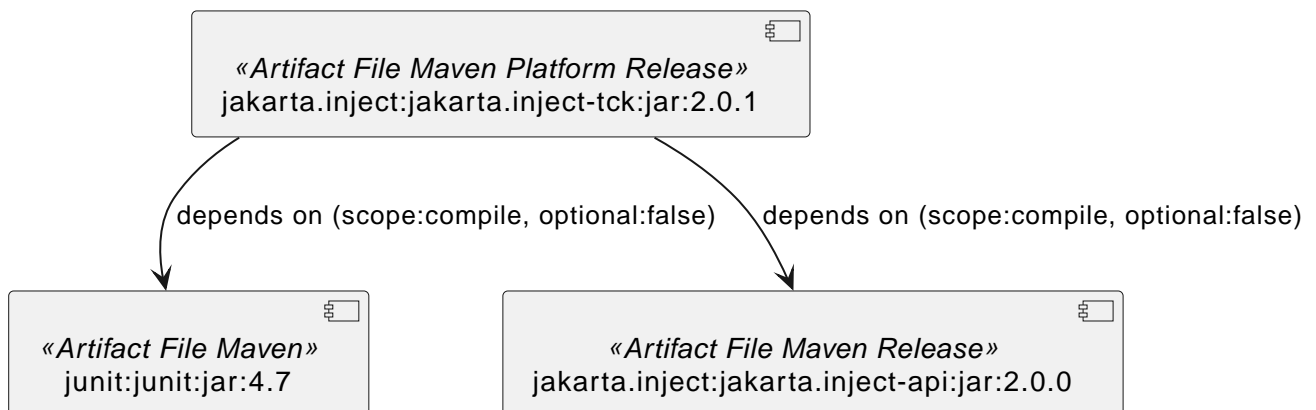 «Artifact File Maven Platform Release»
jakarta.inject:jakarta.inject-tck:jar:2.0.1
depends on (scope:compile, optional:false)
depends on (scope:compile, optional:false)
«Artifact File Maven»
junit:junit:jar:4.7
«Artifact File Maven Release»
jakarta.inject:jakarta.inject-api:jar:2.0.0